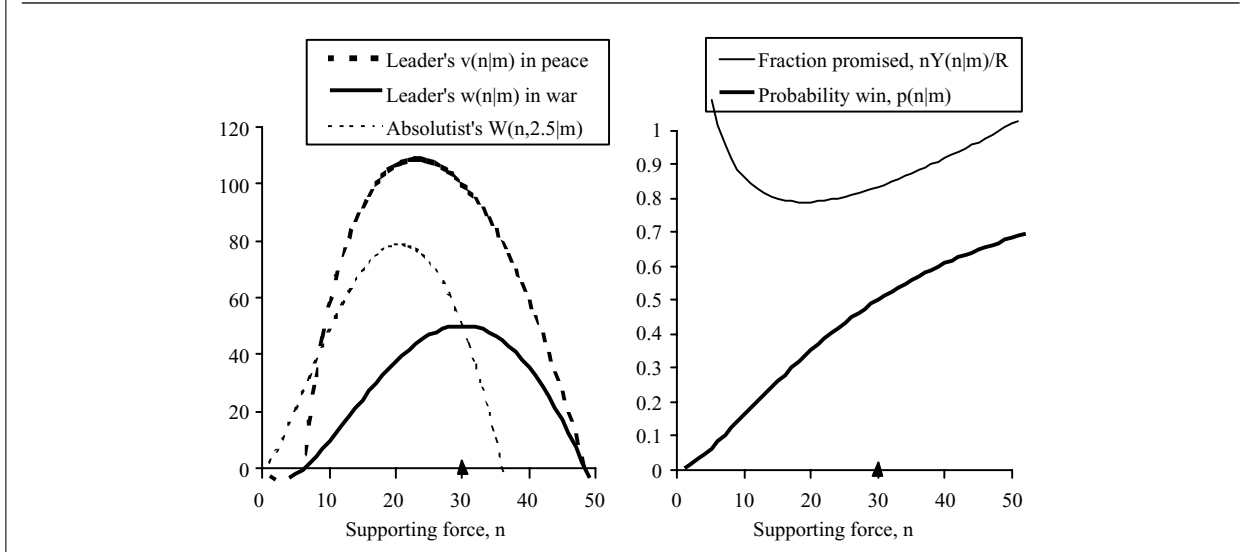 Leader's v(n|m) in peace
Leader's w(n|m) in war
Absolutist's W(n,2.5|m)
120
100
80
60
40
20
0
0 10 20 30 40 50
Supporting force, n
Fraction promised, nY(n|m)/R
Probability win, p(n|m)
1
0.9
0.8
0.7
0.6
0.5
0.4
0.3
0.2
0.1
0
0 10 20 30 40 50
Supporting force, n